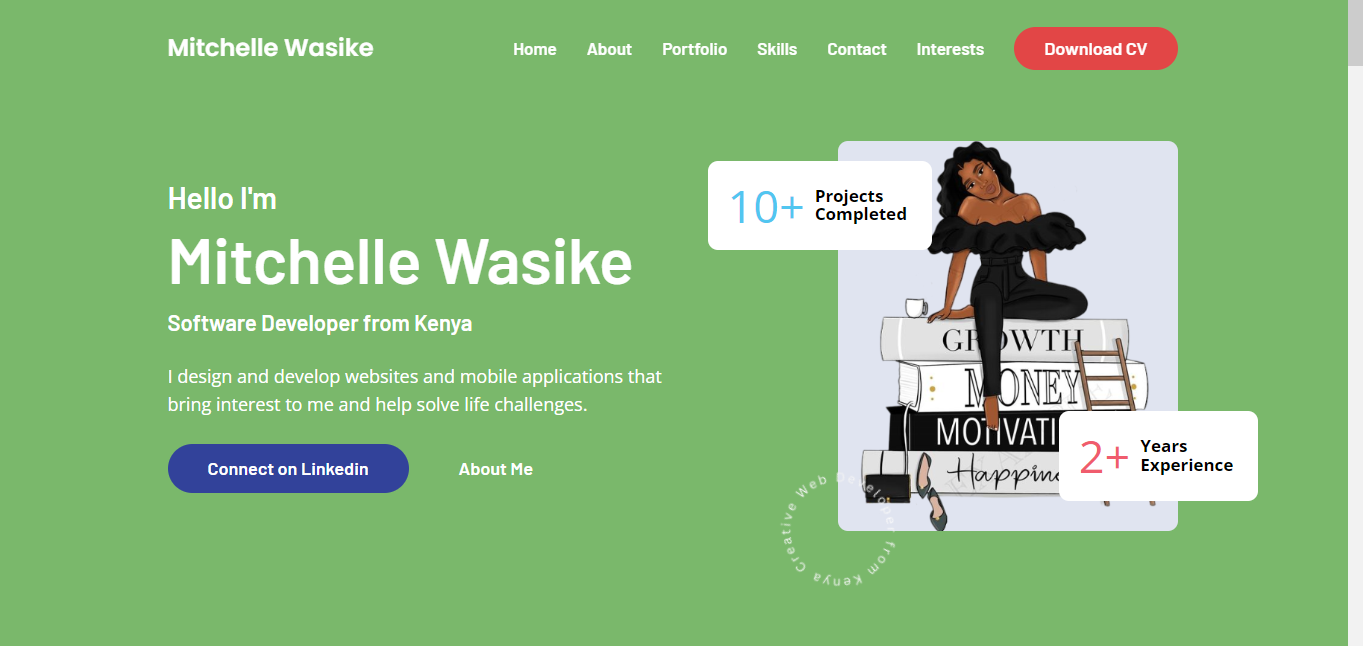 Mitchelle Wasike
Home
About
Portfolio
Skills
Contact
Interests
Download CV
Hello I'm
Mitchelle Wasike
Software Developer from Kenya
I design and develop websites and mobile applications that
bring interest to me and help solve life challenges.
Connect on Linkedin
About Me
10+
Projects
Completed
GROWTH
MONEY
MOTIVATI
Happine
2+
Years
Experience
Creative Web Developer from Kenya